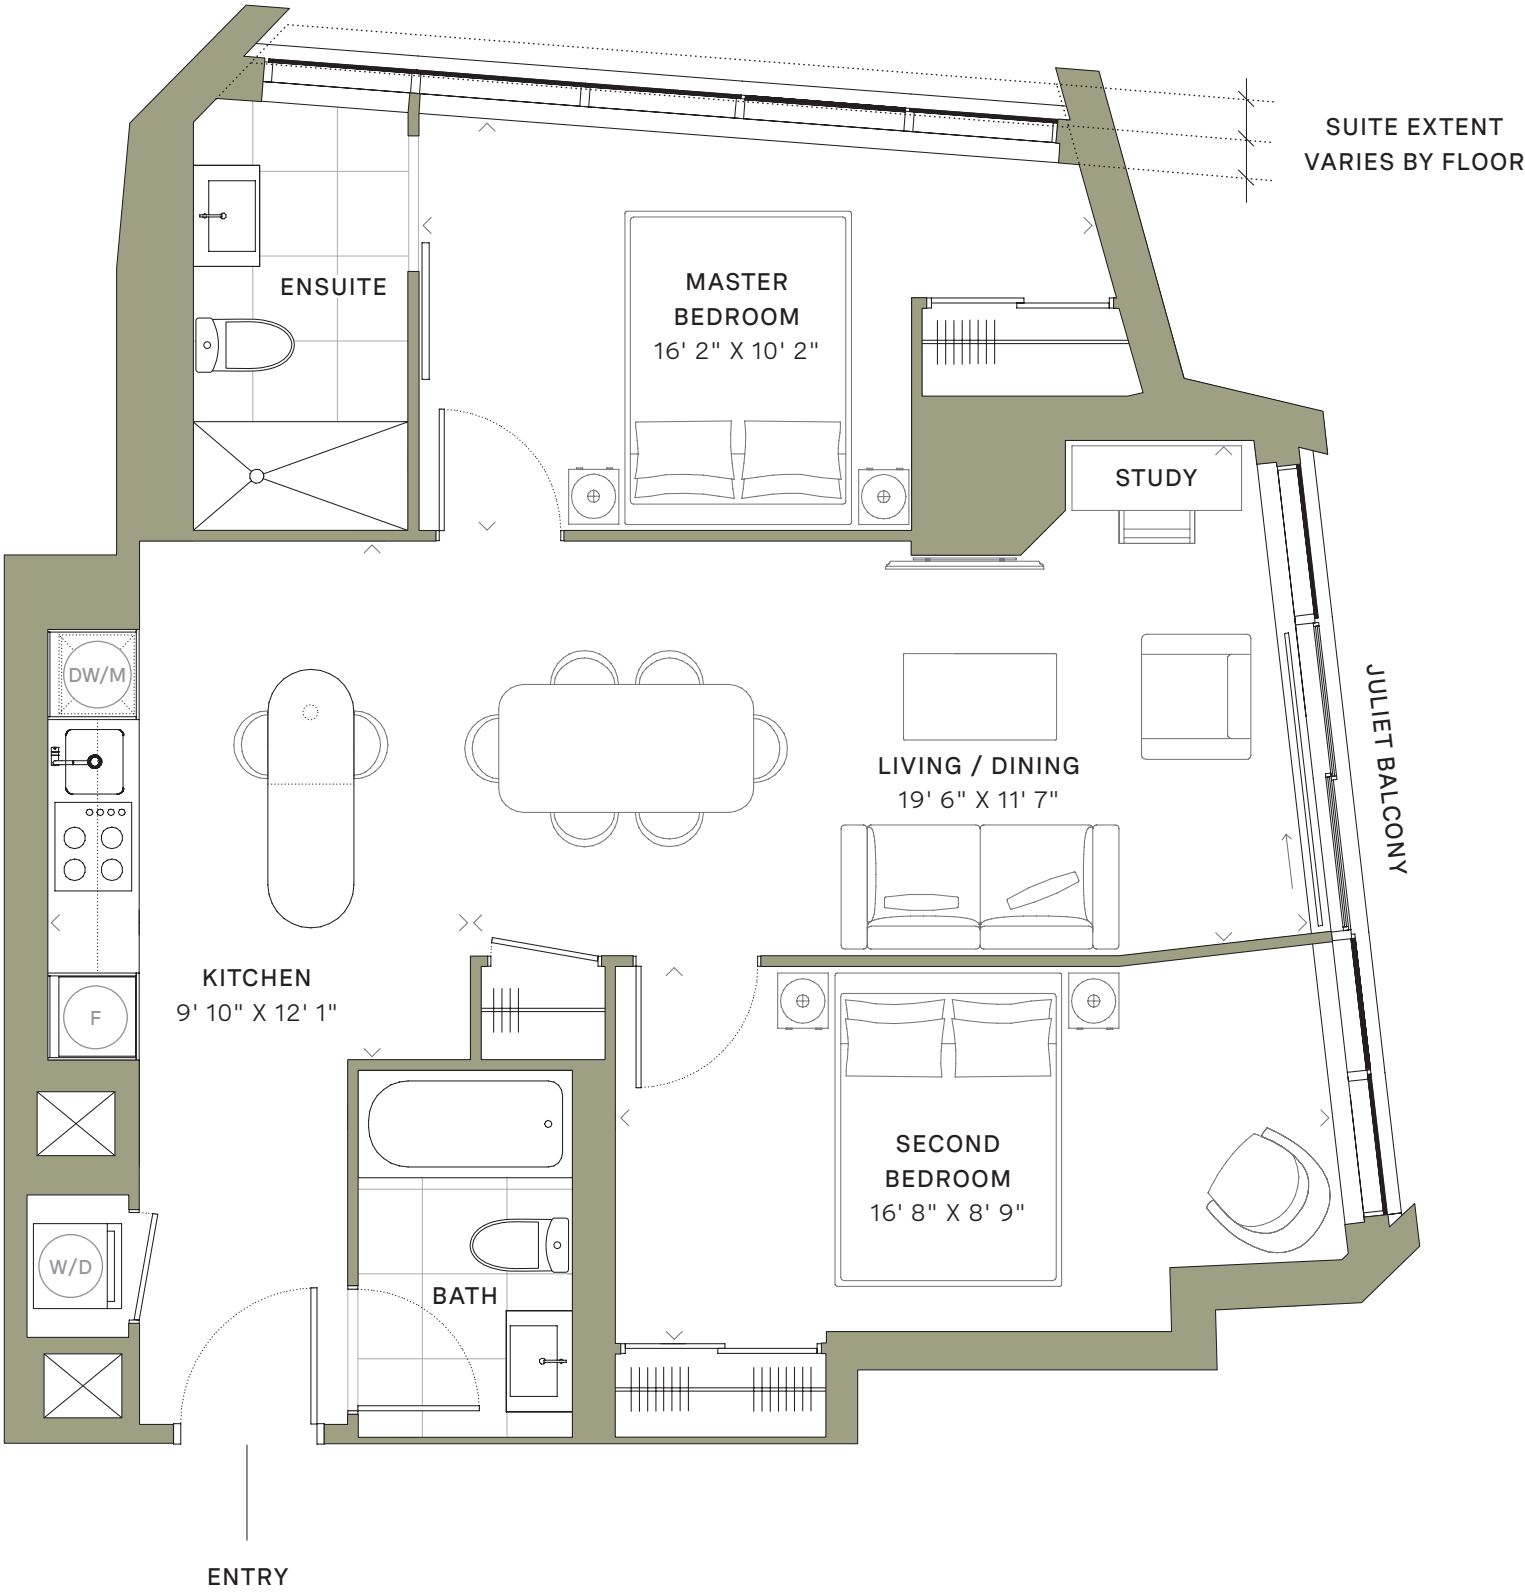 SUITE EXTENT
VARIES BY FLOOR
ENSUITE
MASTER
BEDROOM
16' 2" X 10' 2"
STUDY
DW/M
JULIET BALCONY
LIVING / DINING
19' 6" X 11' 7"
KITCHEN
9' 10" X 12' 1"
F
SECOND
BEDROOM
16' 8" X 8' 9"
W/D
BATH
ENTRY